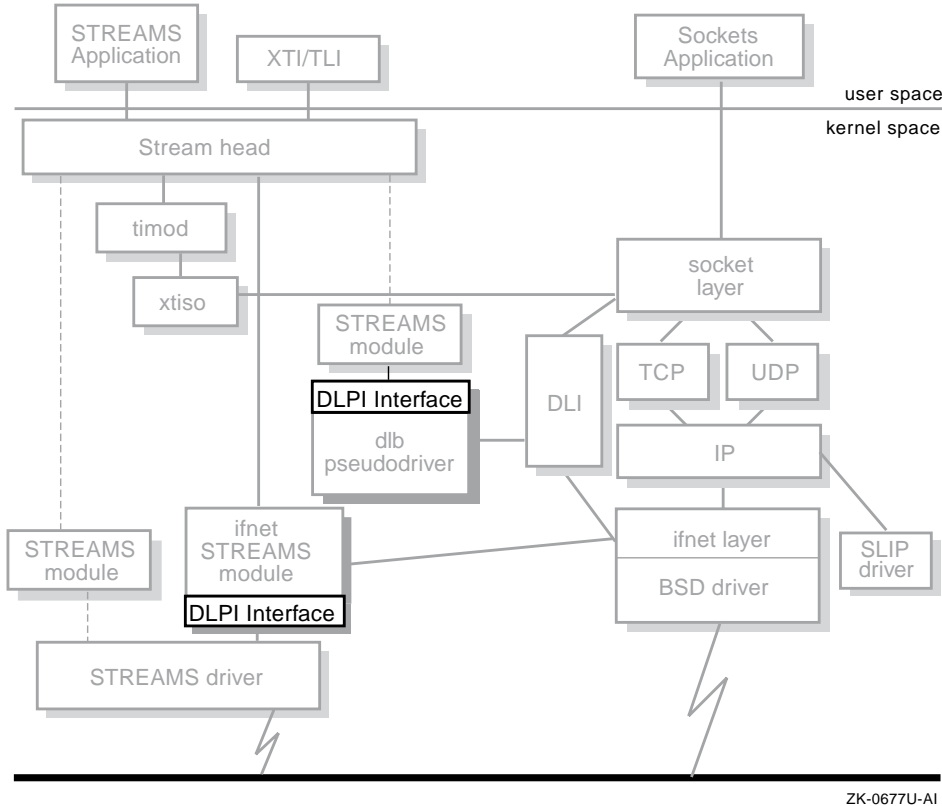 STREAMS
Application
XTI/TLI
Sockets
Application
user space
kernel space
Stream head
timod
xtiso
socket
layer
STREAMS
module
DLI
TCP
UDP
DLPI Interface
dlb
pseudodriver
IP
ifnet
STREAMS
module
DLPI Interface
STREAMS
module
ifnet layer
BSD driver
SLIP
driver
STREAMS driver
ZK-0677U-AI